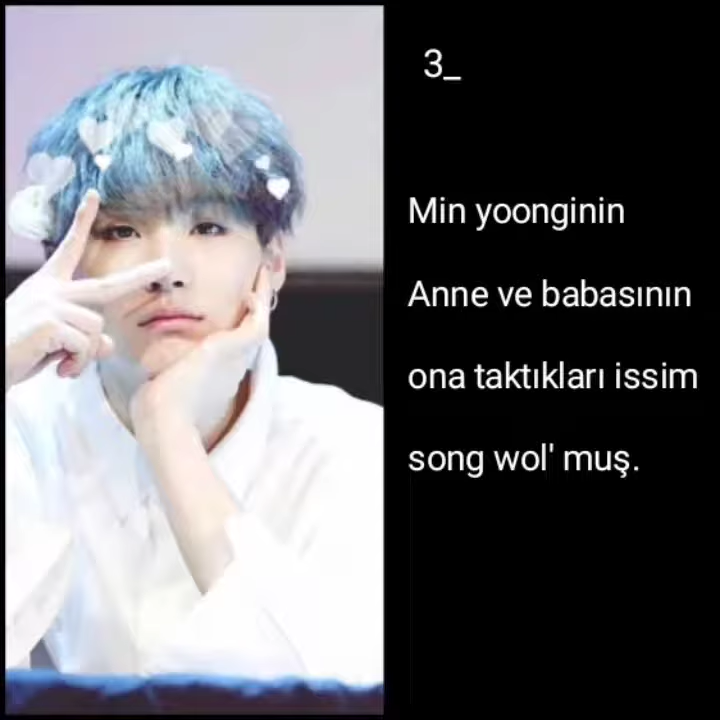 3_
Min yoonginin
Anne ve babasının
ona taktıkları issim
song wol' muş.